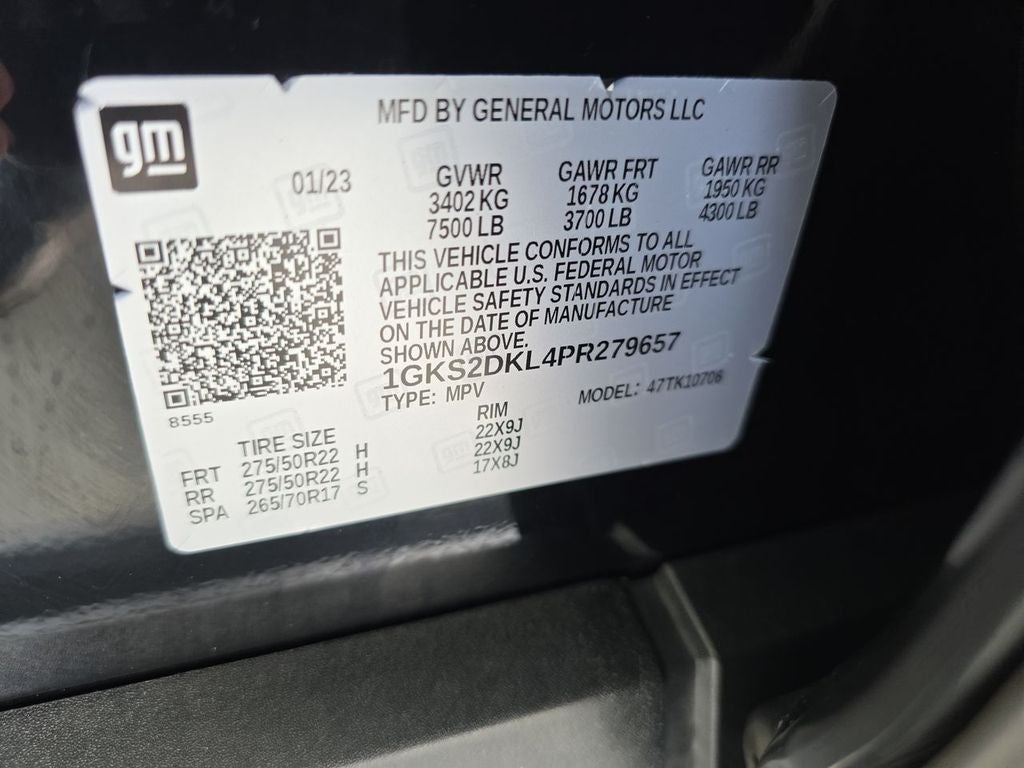 gm
MFD BY GENERAL MOTORS LLC
01/23
GVWR GAWR FRT GAWR RR
3402 KG 1678 KG 1950 KG
7500 LB 3700 LB 4300 LB
THIS VEHICLE CONFORMS TO ALL
APPLICABLE U.S. FEDERAL MOTOR
VEHICLE SAFETY STANDARDS IN EFFECT
ON THE DATE OF MANUFACTURE
SHOWN ABOVE.
1GKS2DKL4PR279657
TYPE: MPV MODEL: 47TK10706
8555
TIRE SIZE RIM
FRT 275/50R22 H 22X9J
RR 275/50R22 H 22X9J
SPA 265/70R17 S 17X8J